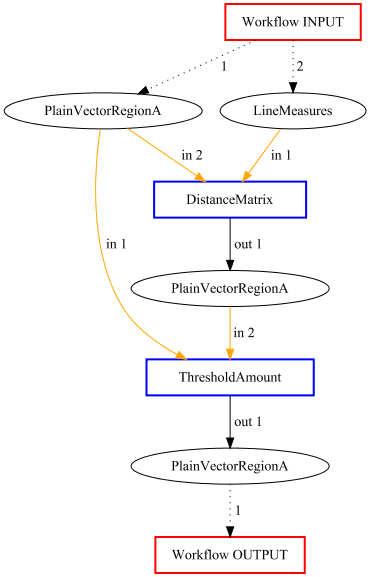 Workflow INPUT
1
2
PlainVectorRegionA
LineMeasures
in 2
in 1
DistanceMatrix
in 1
out 1
PlainVectorRegionA
in 2
ThresholdAmount
out 1
PlainVectorRegionA
1
Workflow OUTPUT